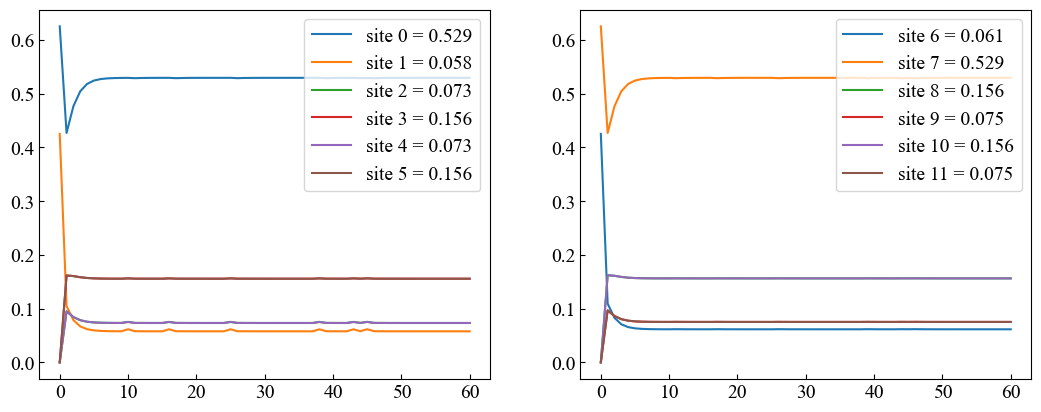 0.6
0.5
0.4
0.3
0.2
0.1
0.0
0 10 20 30 40 50 60
site 0 = 0.529
site 1 = 0.058
site 2 = 0.073
site 3 = 0.156
site 4 = 0.073
site 5 = 0.156
0.6
0.5
0.4
0.3
0.2
0.1
0.0
0 10 20 30 40 50 60
site 6 = 0.061
site 7 = 0.529
site 8 = 0.156
site 9 = 0.075
site 10 = 0.156
site 11 = 0.075